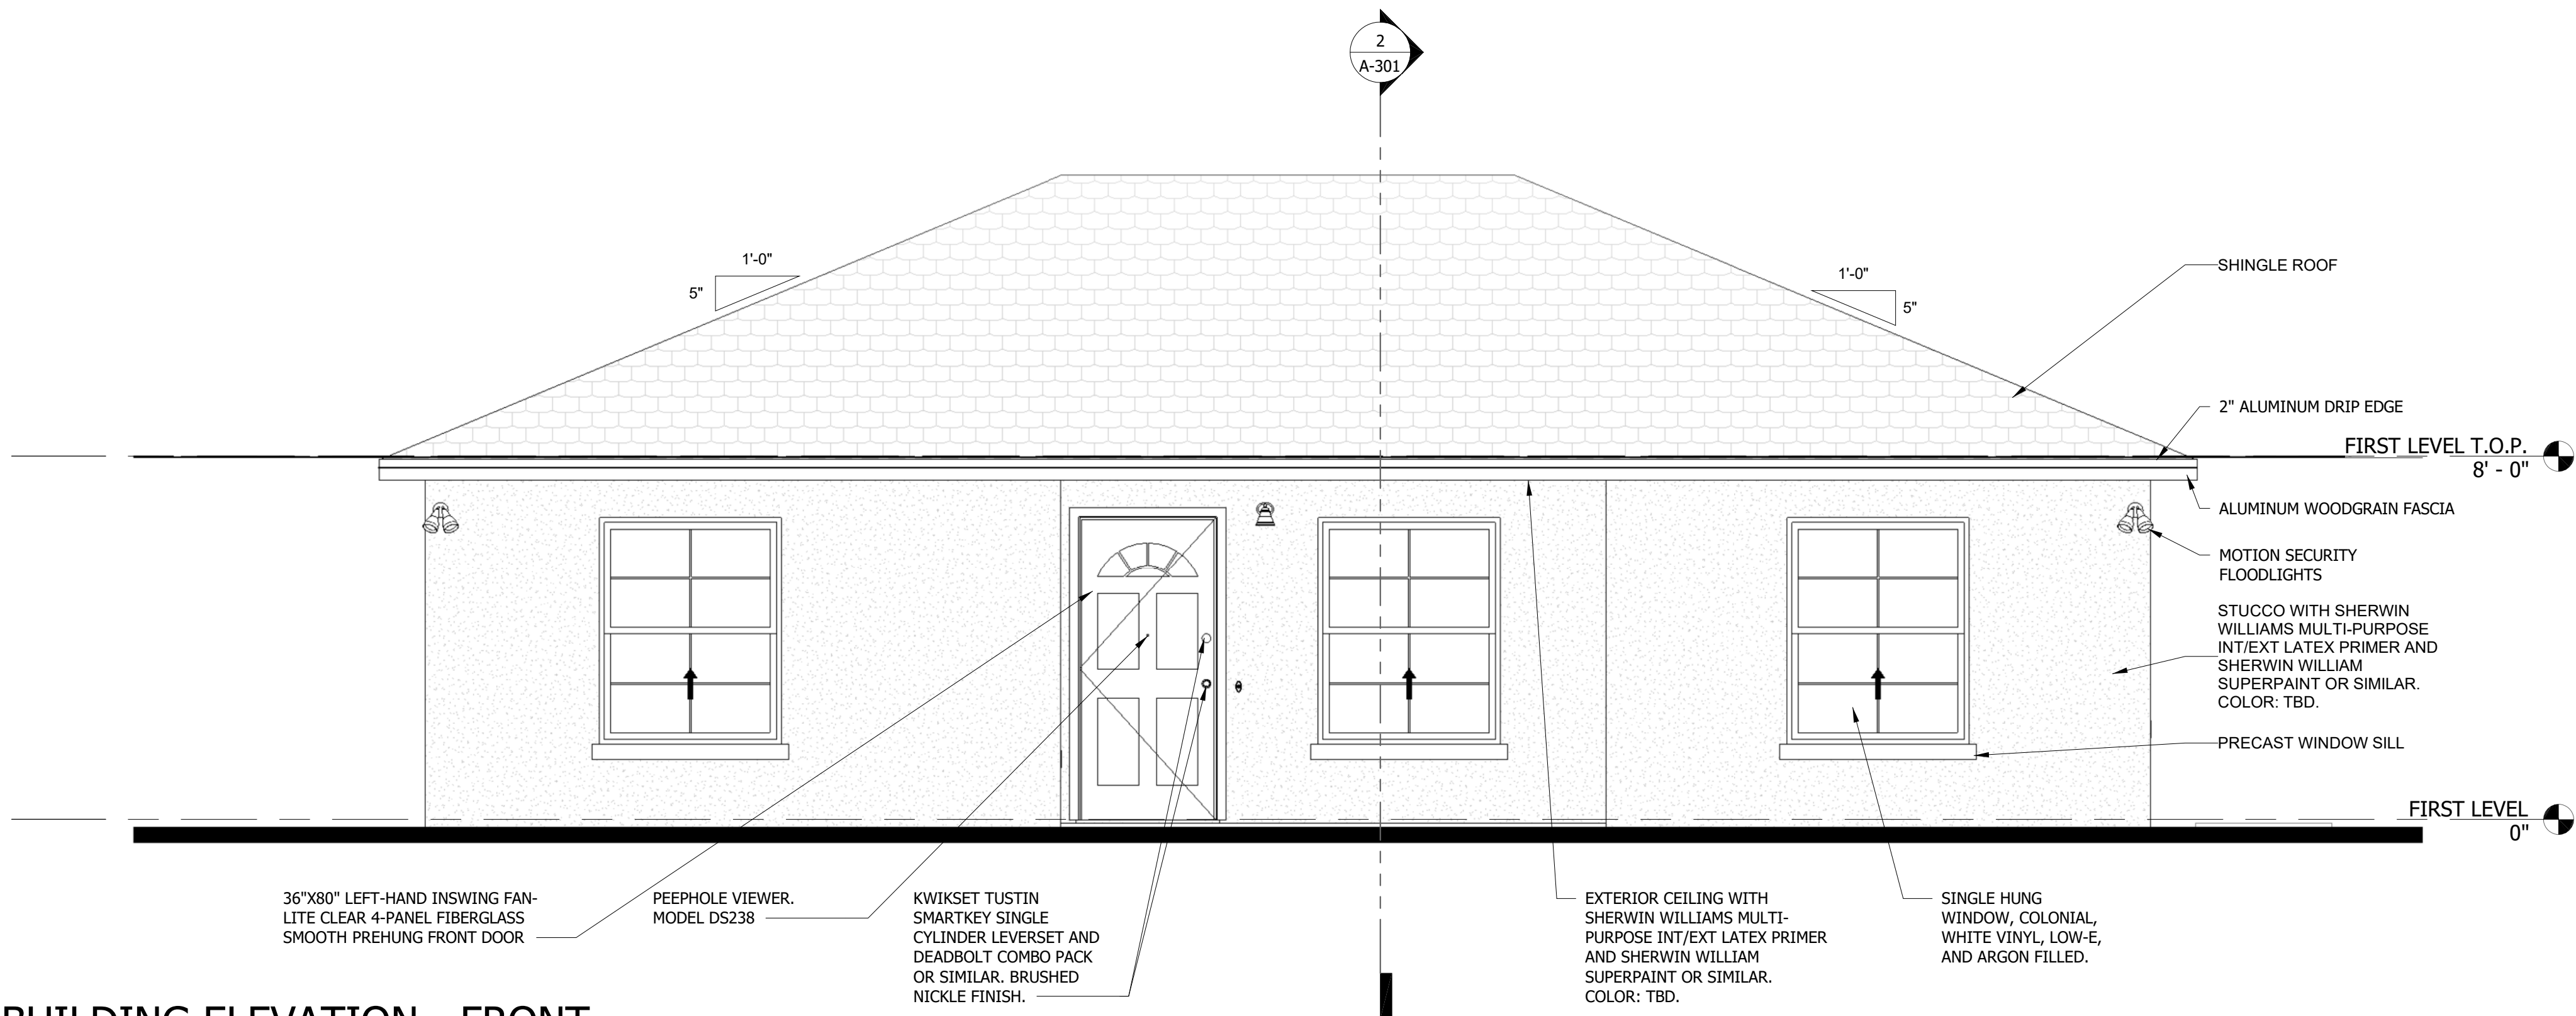 2
A-301
1'-0"
5"
1'-0"
5"
SHINGLE ROOF
2" ALUMINUM DRIP EDGE
FIRST LEVEL T.O.P.
8' - 0"
ALUMINUM WOODGRAIN FASCIA
MOTION SECURITY
FLOODLIGHTS
STUCCO WITH SHERWIN
WILLIAMS MULTI-PURPOSE
INT/EXT LATEX PRIMER AND
SHERWIN WILLIAM
SUPERPAINT OR SIMILAR.
COLOR: TBD.
PRECAST WINDOW SILL
FIRST LEVEL
0"
36"X80" LEFT-HAND INSWING FAN-
LITE CLEAR 4-PANEL FIBERGLASS
SMOOTH PREHUNG FRONT DOOR
PEEPHOLE VIEWER.
MODEL DS238
KWIKSET TUSTIN
SMARTKEY SINGLE
CYLINDER LEVERSET AND
DEADBOLT COMBO PACK
OR SIMILAR. BRUSHED
NICKLE FINISH.
EXTERIOR CEILING WITH
SHERWIN WILLIAMS MULTI-
PURPOSE INT/EXT LATEX PRIMER
AND SHERWIN WILLIAM
SUPERPAINT OR SIMILAR.
COLOR: TBD.
SINGLE HUNG
WINDOW, COLONIAL,
WHITE VINYL, LOW-E,
AND ARGON FILLED.
BUILDING ELEVATION - FRONT